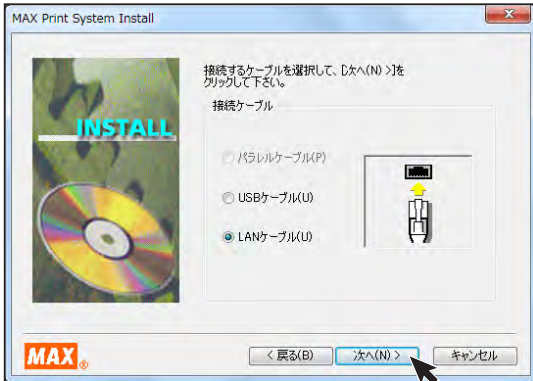 MAX Print System Install
接続するケーブルを選択して、[次へ(N) >]を
クリックして下さい。
接続ケーブル
INSTALL
パラレルケーブル(P)
USBケーブル(U)
LANケーブル(U)
MAX®
< 戻る(B)
次へ(N) >
キャンセル